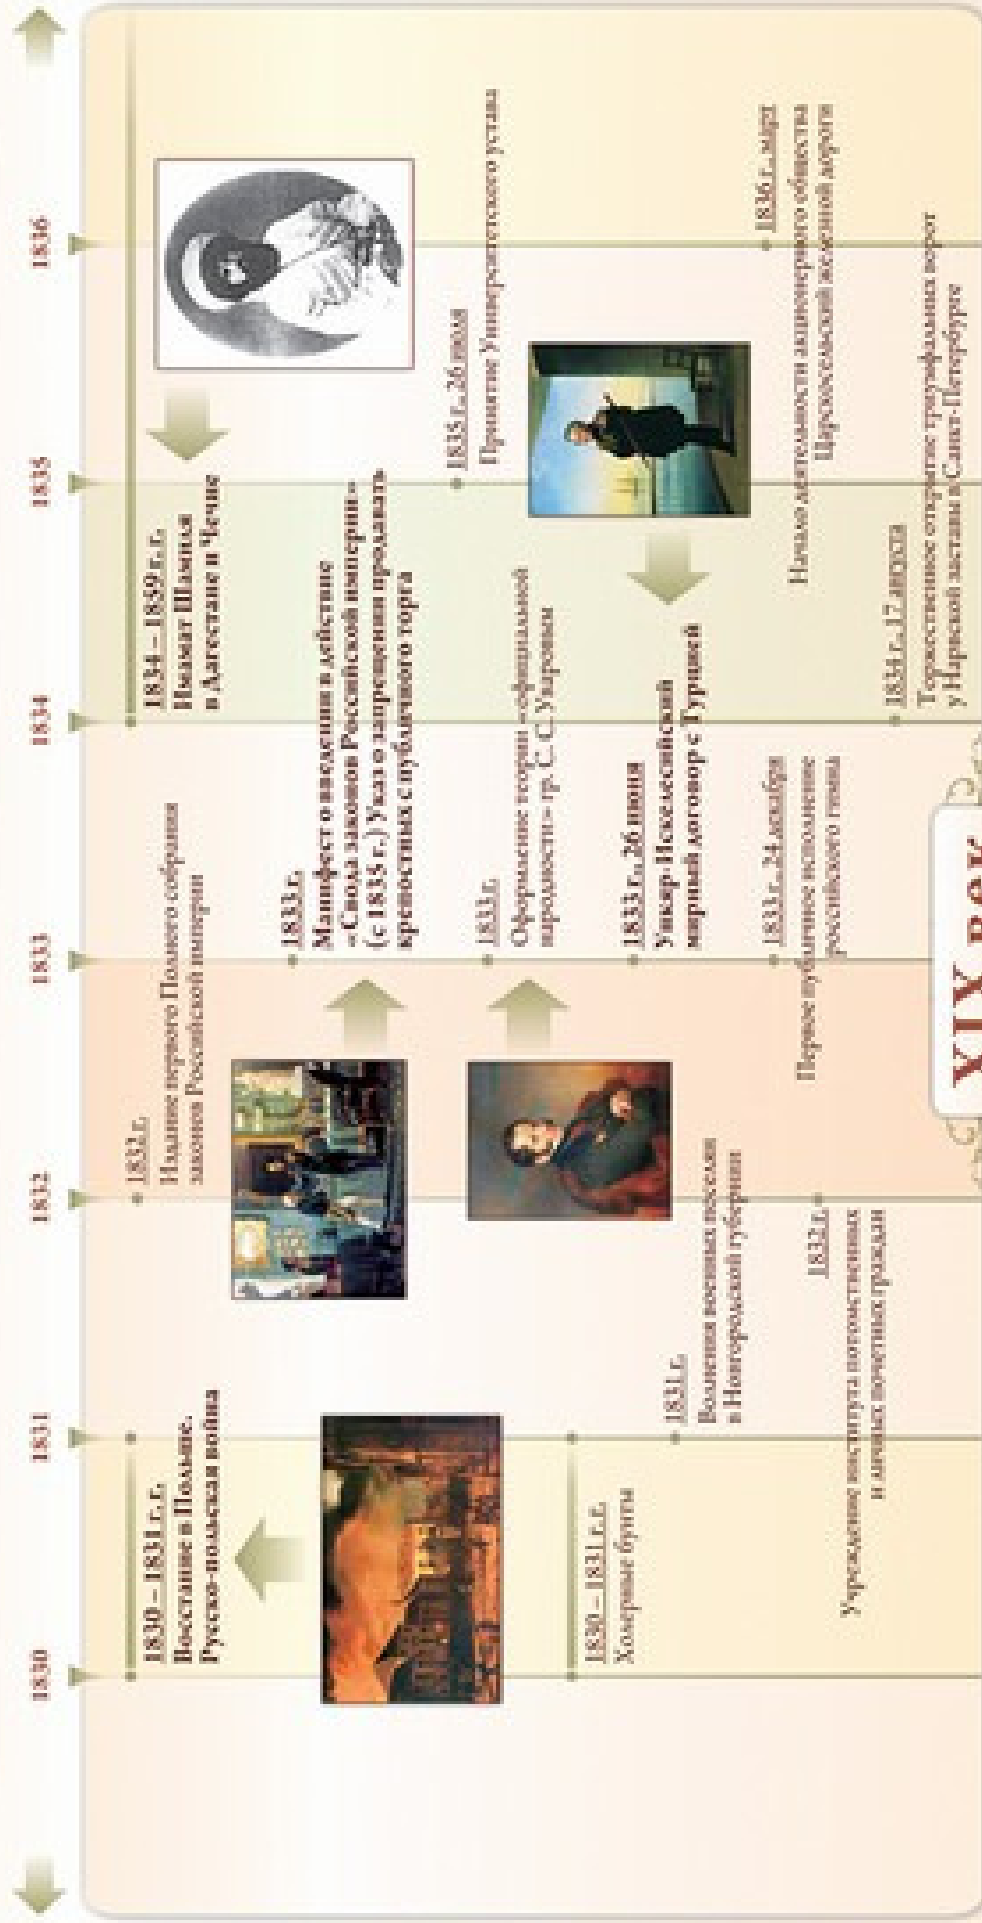 1830
1831
1832
1833
1834
1835
1836
1830 – 1831 г. г.
Восстание в Польше.
Русско-польская война
1830 – 1831 г. г.
Холерные бунты
1831 г.
Волнения военных поселян
в Новгородской губернии
1832 г.
Издание первого Полного собрания
законов Российской империи
1832 г.
Учреждение института потомственных
и личных почетных граждан
1833 г.
Манифест о введении в действие
«Свода законов Российской империи»
(с 1835 г.) Указ о запрещении продавать
крепостных с публичного торга
1833 г.
Оформление теории «официальной
народности» гр. С. С. Уваровым
1833 г., 26 июня
Ункяр-Искелесийский
мирный договор с Турцией
1833 г., 24 декабря
Первое публичное исполнение
российского гимна
1834 – 1859 г. г.
Имамат Шамиля
в Дагестане и Чечне
1834 г., 17 августа
Торжественное открытие триумфальных ворот
у Нарвской заставы в Санкт-Петербурге
1835 г., 26 июля
Принятие Университетского устава
1836 г., март
Начало деятельности акционерного общества
Царскосельской железной дороги
XIX век